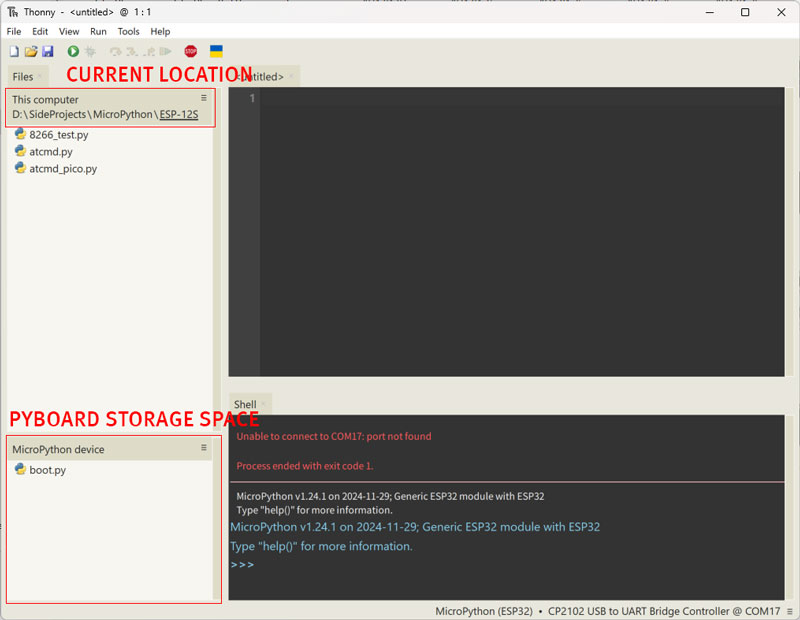 Thonny - <untitled> @ 1:1
File Edit View Run Tools Help
STOP
Files
CURRENT LOCATION
<untitled>
This computer
D:\SideProjects\MicroPython\ESP-12S
1
8266_test.py
atcmd.py
atcmd_pico.py
PYBOARD STORAGE SPACE
MicroPython device
boot.py
Shell
Unable to connect to COM17: port not found
Process ended with exit code 1.
MicroPython v1.24.1 on 2024-11-29; Generic ESP32 module with ESP32
Type "help()" for more information.
MicroPython v1.24.1 on 2024-11-29; Generic ESP32 module with ESP32
Type "help()" for more information.
>>>
MicroPython (ESP32) • CP2102 USB to UART Bridge Controller @ COM17